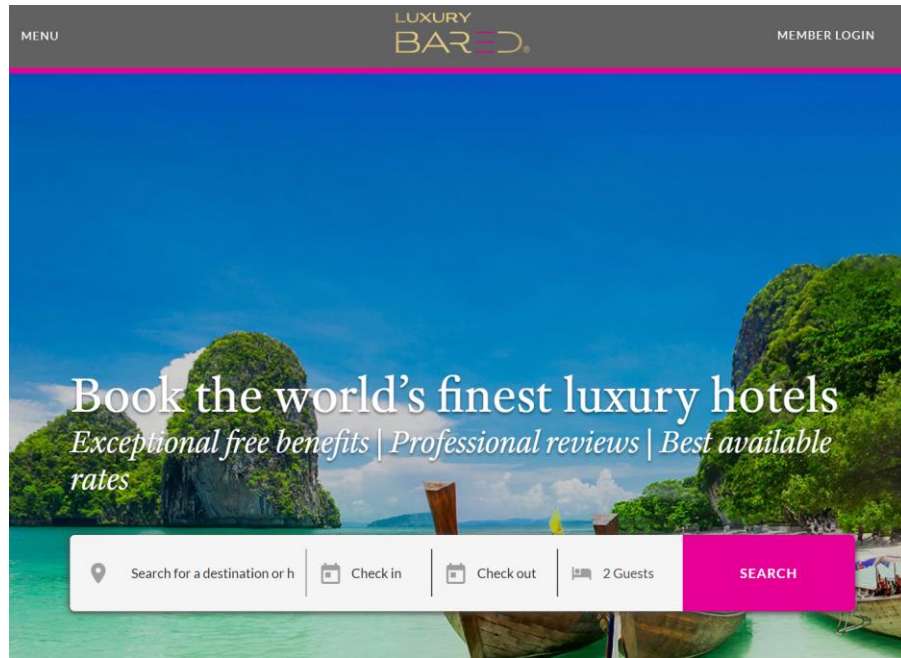 MENU
LUXURY
BARED®
MEMBER LOGIN
Book the world's finest luxury hotels
Exceptional free benefits | Professional reviews | Best available
rates
Search for a destination or h
Check in
Check out
2 Guests
SEARCH